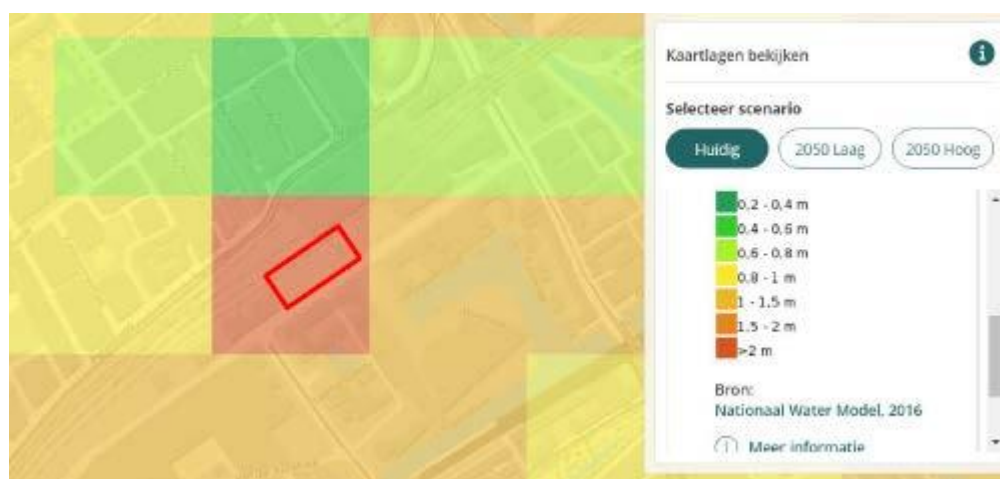 Kaartlagen bekijken
i
Selecteer scenario
Huidig
2050 Laag
2050 Hoog
0,2 - 0,4 m
0,4 - 0,6 m
0,6 - 0,8 m
0,8 - 1 m
1 - 1,5 m
1,5 - 2 m
>2 m
Bron:
Nationaal Water Model, 2016
i Meer informatie